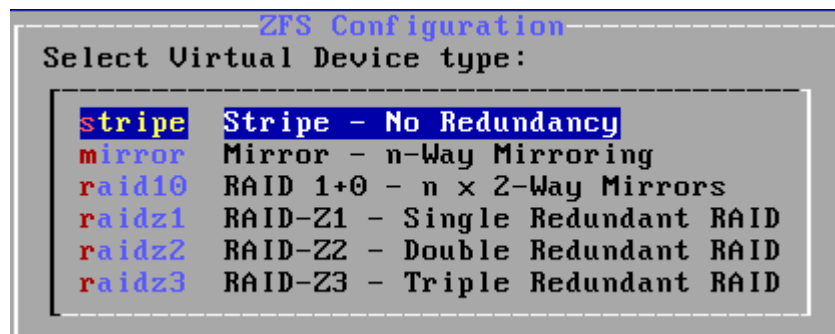 ZFS Configuration
Select Virtual Device type:
stripe Stripe - No Redundancy
mirror Mirror - n-Way Mirroring
raid10 RAID 1+0 - n x 2-Way Mirrors
raidz1 RAID-Z1 - Single Redundant RAID
raidz2 RAID-Z2 - Double Redundant RAID
raidz3 RAID-Z3 - Triple Redundant RAID